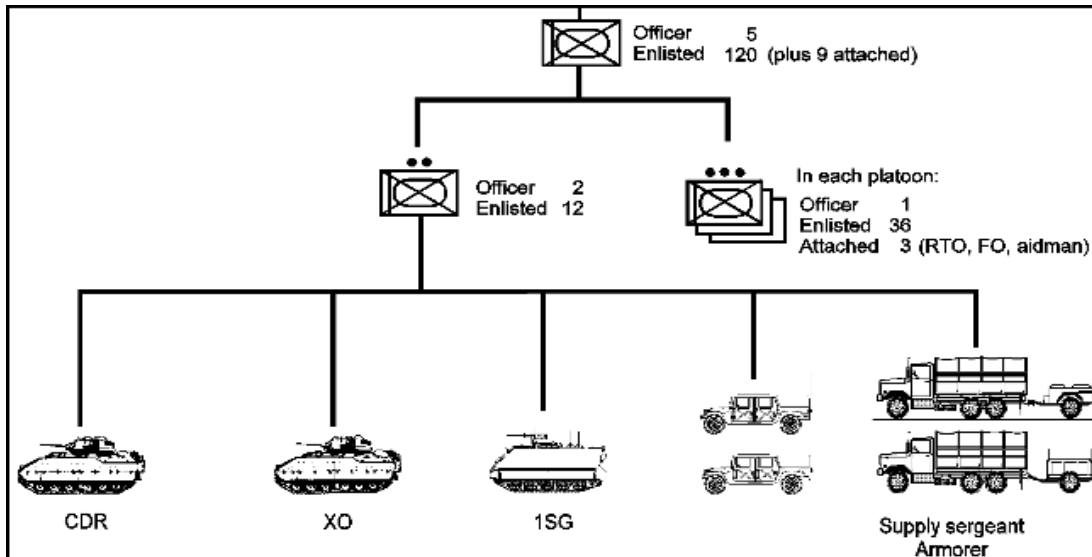 Officer 5
Enlisted 120 (plus 9 attached)
Officer 2
Enlisted 12
In each platoon:
Officer 1
Enlisted 36
Attached 3 (RTO, FO, aidman)
CDR
XO
1SG
Supply sergeant
Armorer